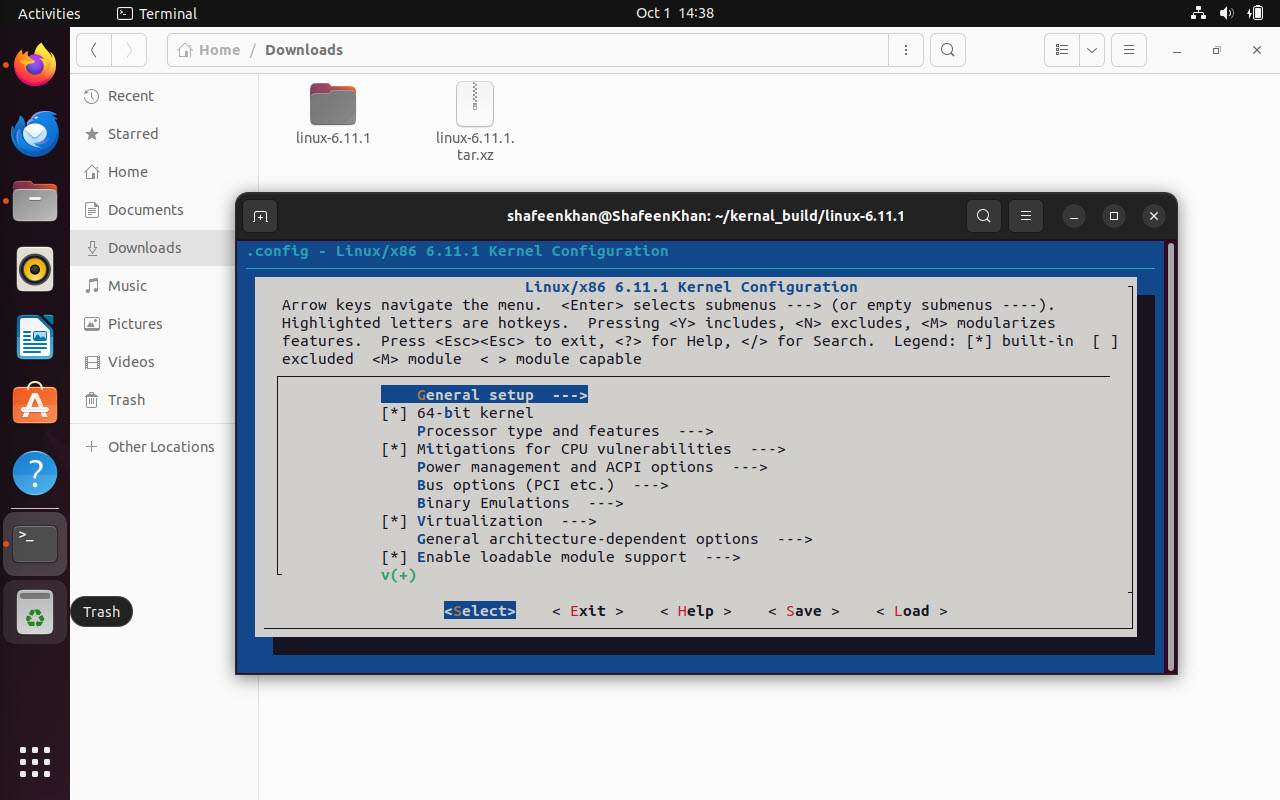 Activities Terminal Oct 1 14:38
Home / Downloads
Recent
Starred
Home
Documents
Downloads
Music
Pictures
Videos
Trash
Other Locations
linux-6.11.1
linux-6.11.1.
tar.xz
Trash
shafeenkhan@ShafeenKhan: ~/kernal_build/linux-6.11.1
.config - Linux/x86 6.11.1 Kernel Configuration
Linux/x86 6.11.1 Kernel Configuration
Arrow keys navigate the menu.  <Enter> selects submenus ---> (or empty submenus ----).
Highlighted letters are hotkeys.  Pressing <Y> includes, <N> excludes, <M> modularizes
features.  Press <Esc><Esc> to exit, <?> for Help, </> for Search.  Legend: [*] built-in  [ ]
excluded  <M> module  < > module capable
General setup  --->
[*] 64-bit kernel
Processor type and features  --->
[*] Mitigations for CPU vulnerabilities  --->
Power management and ACPI options  --->
Bus options (PCI etc.)  --->
Binary Emulations  --->
[*] Virtualization  --->
General architecture-dependent options  --->
[*] Enable loadable module support  --->
v(+)
<Select>    < Exit >    < Help >    < Save >    < Load >